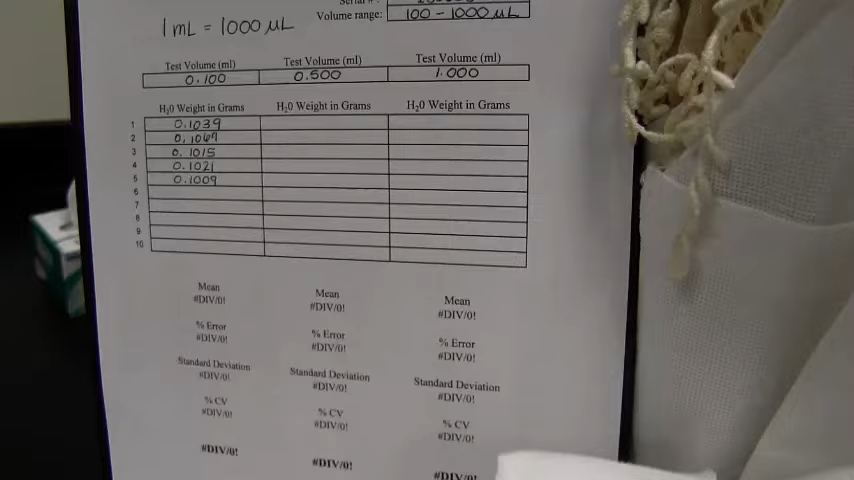 1 mL = 1000 µL
Volume range: 100 - 1000 µL
Test Volume (ml) Test Volume (ml) Test Volume (ml)
0.100 0.500 1.000
H₂0 Weight in Grams H₂0 Weight in Grams H₂0 Weight in Grams
1 0.1039
2
3 0.1015
4 0.1021
5 0.1009
6
7
8
9
10
Mean Mean Mean
#DIV/0! #DIV/0! #DIV/0!
% Error % Error % Error
#DIV/0! #DIV/0! #DIV/0!
Standard Deviation Standard Deviation Standard Deviation
#DIV/0! #DIV/0! #DIV/0!
% CV % CV % CV
#DIV/0! #DIV/0! #DIV/0!
#DIV/0! #DIV/0! #DIV/0!